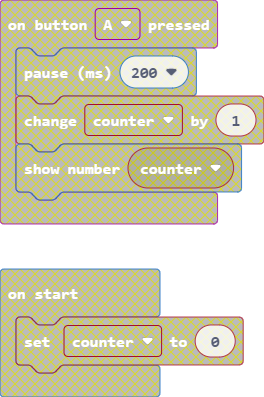 on button A pressed
pause (ms) 200
change counter by 1
show number counter
on start
set counter to 0